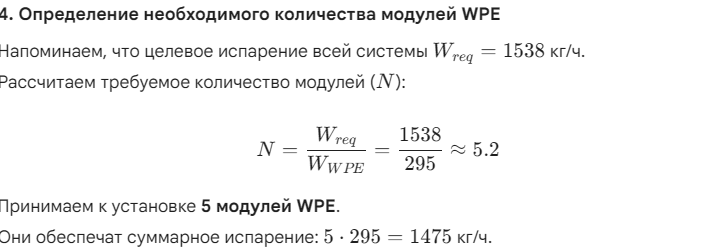 4. Определение необходимого количества модулей WPE
Напоминаем, что целевое испарение всей системы W_{req} = 1538 кг/ч.
Рассчитаем требуемое количество модулей (N):
N = \frac{W_{req}}{W_{WPE}} = \frac{1538}{295} ≈ 5.2
Принимаем к установке 5 модулей WPE.
Они обеспечат суммарное испарение: 5 · 295 = 1475 кг/ч.